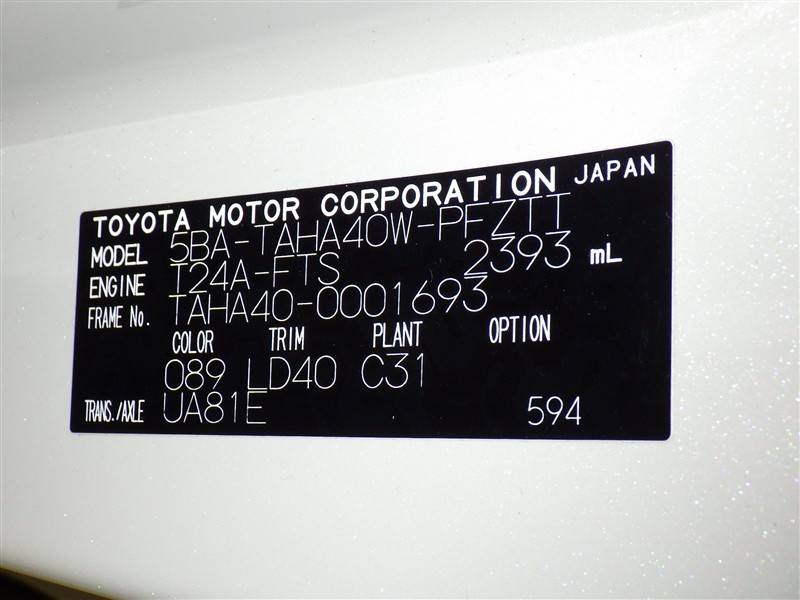 TOYOTA MOTOR CORPORATION JAPAN
MODEL 5BA-TAHA40W-PFZTT
ENGINE T24A-FTS 2393 mL
FRAME No. TAHA40-0001693
COLOR TRIM PLANT OPTION
089 LD40 C31
TRANS./AXLE UA81E 594